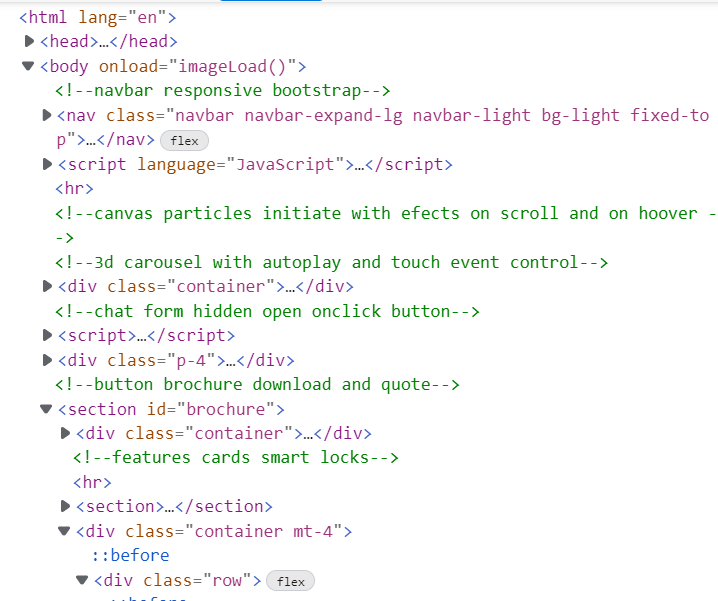 <html lang="en">
<head>…</head>
<body onload="imageLoad()">
<!--navbar responsive bootstrap-->
<nav class="navbar navbar-expand-lg navbar-light bg-light fixed-to
p">…</nav> flex
<script language="JavaScript">…</script>
<hr>
<!--canvas particles initiate with efects on scroll and on hoover -
->
<!--3d carousel with autoplay and touch event control-->
<div class="container">…</div>
<!--chat form hidden open onclick button-->
<script>…</script>
<div class="p-4">…</div>
<!--button brochure download and quote-->
<section id="brochure">
<div class="container">…</div>
<!--features cards smart locks-->
<hr>
<section>…</section>
<div class="container mt-4">
::before
<div class="row"> flex
::before